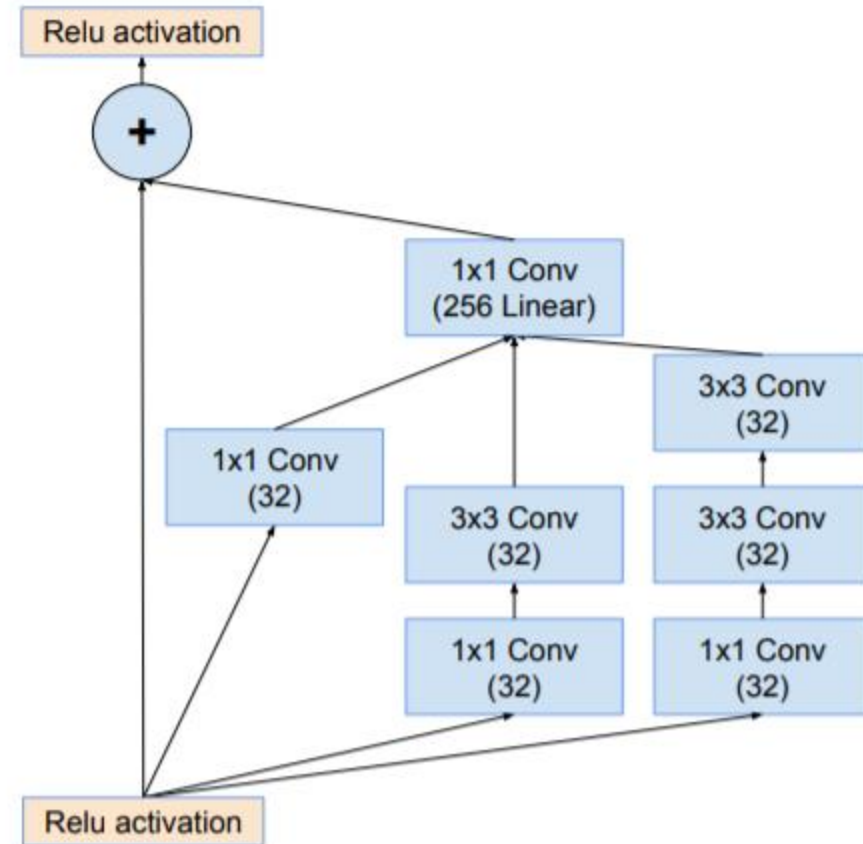 Relu activation
+
1x1 Conv
(256 Linear)
3x3 Conv
(32)
1x1 Conv
(32)
3x3 Conv
(32)
3x3 Conv
(32)
1x1 Conv
(32)
1x1 Conv
(32)
Relu activation